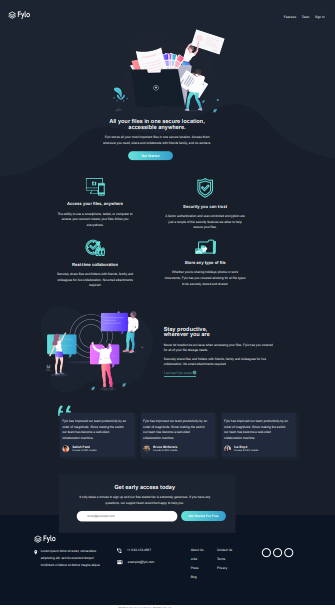 Fylo
Features Team Sign In
All your files in one secure location,
accessible anywhere.
Fylo stores all your most important files in one secure location. Access them
wherever you need, share and collaborate with friends family, and co-workers.
Get Started
Access your files, anywhere
The ability to use a smartphone, tablet, or computer to
access your account means your files follow you
everywhere.
Security you can trust
2-factor authentication and user-controlled encryption are
just a couple of the security features we allow to help
secure your files.
Real-time collaboration
Securely share files and folders with friends, family and
colleagues for live collaboration. No email attachments
required.
Store any type of file
Whether you're sharing holidays photos or work
documents, Fylo has you covered allowing for all file types
to be securely stored and shared.
Stay productive,
wherever you are
Never let location be an issue when accessing your files. Fylo has you covered
for all of your file storage needs.
Securely share files and folders with friends, family and colleagues for live
collaboration. No email attachments required.
See how Fylo works
Fylo has improved our team productivity by an
order of magnitude. Since making the switch
our team has become a well-oiled
collaboration machine.
Satish Patel
Fylo has improved our team productivity by an
order of magnitude. Since making the switch
our team has become a well-oiled
collaboration machine.
Bruce McKenzie
Fylo has improved our team productivity by an
order of magnitude. Since making the switch
our team has become a well-oiled
collaboration machine.
Iva Boyd
Get early access today
It only takes a minute to sign up and our free starter tier is extremely generous. If you have any
questions, our support team would be happy to help you.
email@example.com
Get Started For Free
Fylo
Lorem ipsum dolor sit amet, consectetur
adipiscing elit, sed do eiusmod tempor
incididunt ut labore et dolore magna aliqua
+1-543-123-4567
example@fylo.com
About Us
Jobs
Press
Blog
Contact Us
Terms
Privacy